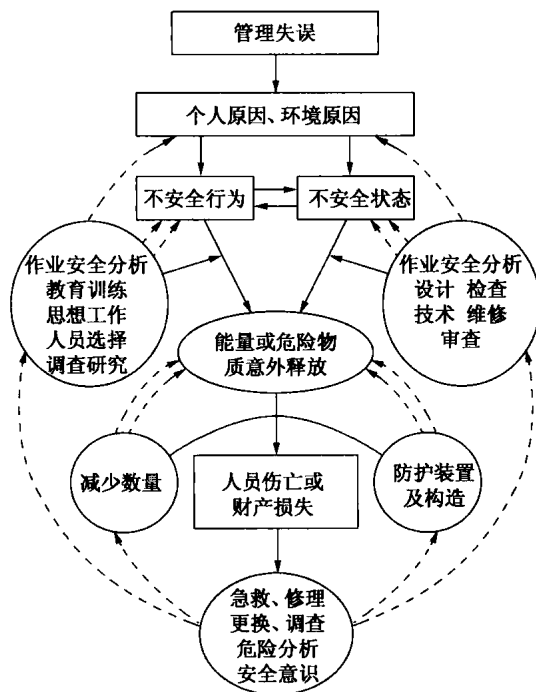 管理失误
个人原因、环境原因
不安全行为
不安全状态
作业安全分析
教育训练
思想工作
人员选择
调查研究
作业安全分析
设计 检查
技术 维修
审查
能量或危险物
质意外释放
减少数量
人员伤亡或
财产损失
防护装置
及构造
急救、修理
更换、调查
危险分析
安全意识